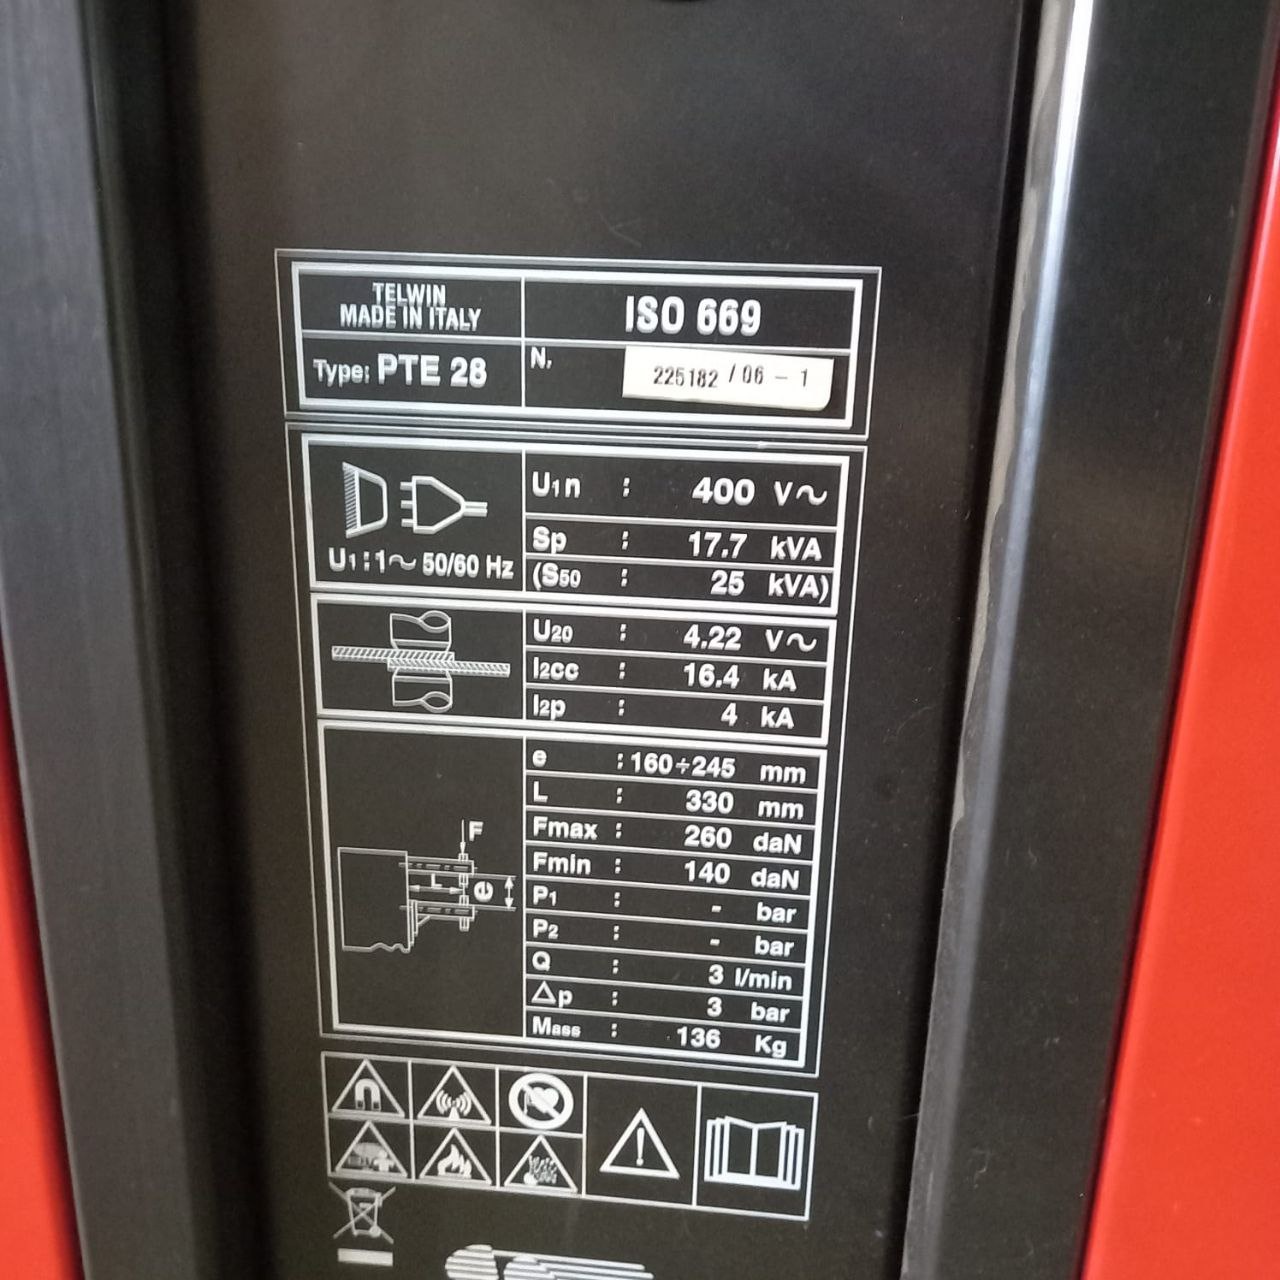 TELWIN
MADE IN ITALY
ISO 669
Type: PTE 28
N. 225182 / 06 - 1
U1 : 1~ 50/60 Hz
U1n : 400 V~
Sp : 17.7 kVA
(S50 : 25 kVA)
U20 : 4.22 V~
I2cc : 16.4 kA
I2p : 4 kA
F
L
e
e : 160÷245 mm
L : 330 mm
Fmax : 260 daN
Fmin : 140 daN
P1 : - bar
P2 : - bar
Q : 3 l/min
Δp : 3 bar
Mass : 136 Kg